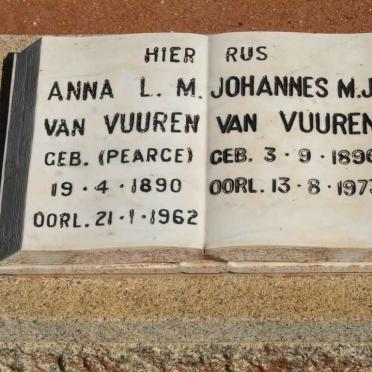 HIER RUS
ANNA L. M.
VAN VUUREN
GEB. (PEARCE)
19 · 4 · 1890
OORL. 21 · 1 · 1962
JOHANNES M.J
VAN VUUREN
GEB. 3 · 9 · 1896
OORL. 13 · 8 · 1973